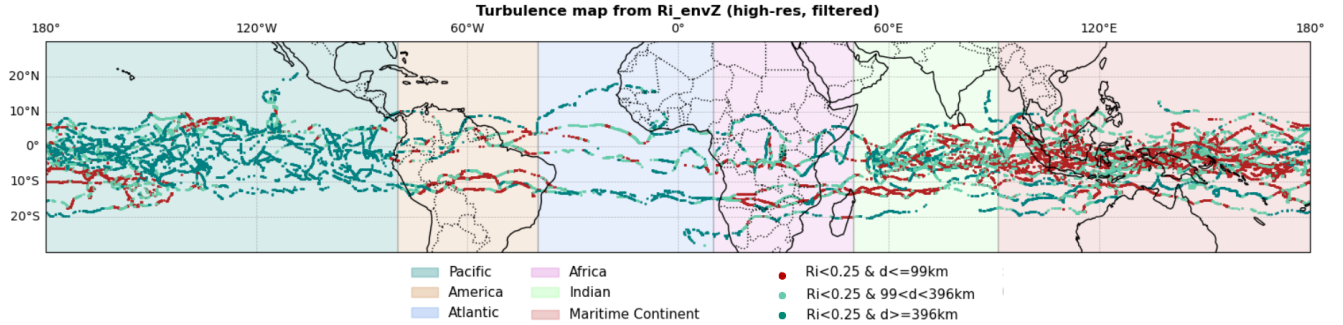 Turbulence map from Ri_envZ (high-res, filtered)
180° 120°W 60°W 0° 60°E 120°E 180°
20°N
10°N
0°
10°S
20°S
Pacific Africa Ri<0.25 & d<=99km
America Indian Ri<0.25 & 99<d<396km
Atlantic Maritime Continent Ri<0.25 & d>=396km